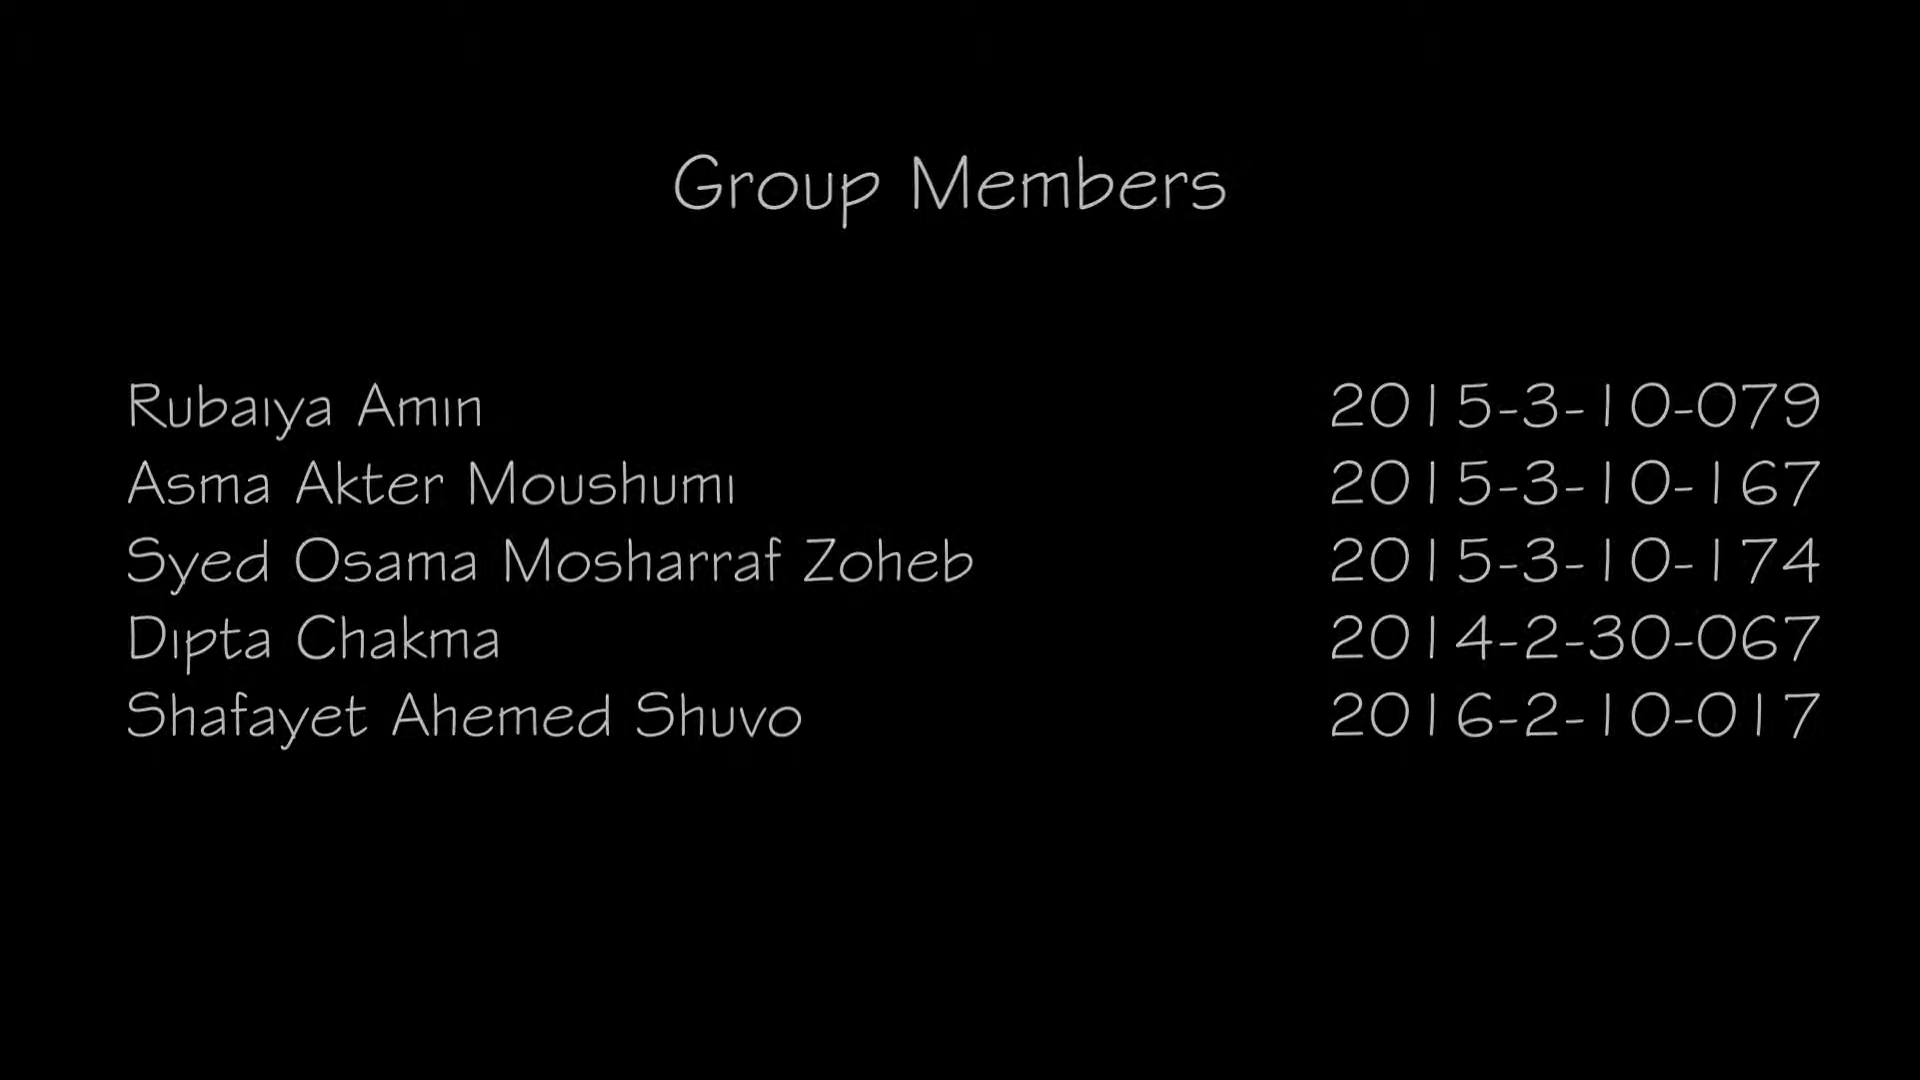 Group Members
Rubaiya Amin 2015-3-10-079
Asma Akter Moushumi 2015-3-10-167
Syed Osama Mosharraf Zoheb 2015-3-10-174
Dipta Chakma 2014-2-30-067
Shafayet Ahemed Shuvo 2016-2-10-017